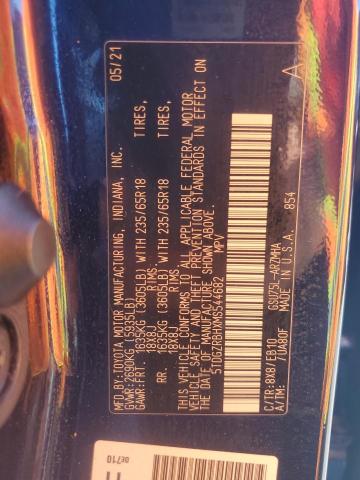 MFD.BY:TOYOTA MOTOR MANUFACTURING, INDIANA, INC. 05/21
GVWR:2690KG (5935LB)
GAWR:FRT. 1635KG (3605LB) WITH 235/65R18 TIRES,
18X8J RIMS
RR. 1635KG (3605LB) WITH 235/65R18 TIRES,
18X8J RIMS
THIS VEHICLE CONFORMS TO ALL APPLICABLE FEDERAL MOTOR
VEHICLE SAFETY AND THEFT PREVENTION STANDARDS IN EFFECT ON
THE DATE OF MANUFACTURE SHOWN ABOVE.
5TDGZRBHXMS544682 MPV
C/TR:8X8/EB10 GSU75L-ARZMHA
A/TM: /UA80F MADE IN U.S.A. 854
A
0E710